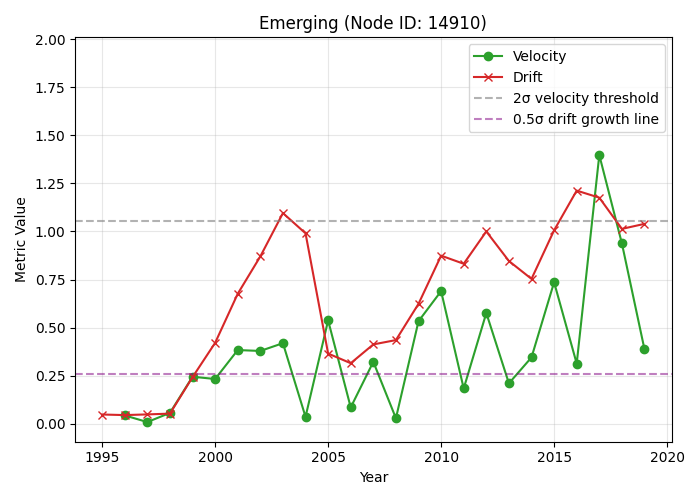 Emerging (Node ID: 14910)
2.00
1.75
1.50
1.25
1.00
0.75
0.50
0.25
0.00
Metric Value
Velocity
Drift
2σ velocity threshold
0.5σ drift growth line
1995
2000
2005
2010
2015
2020
Year